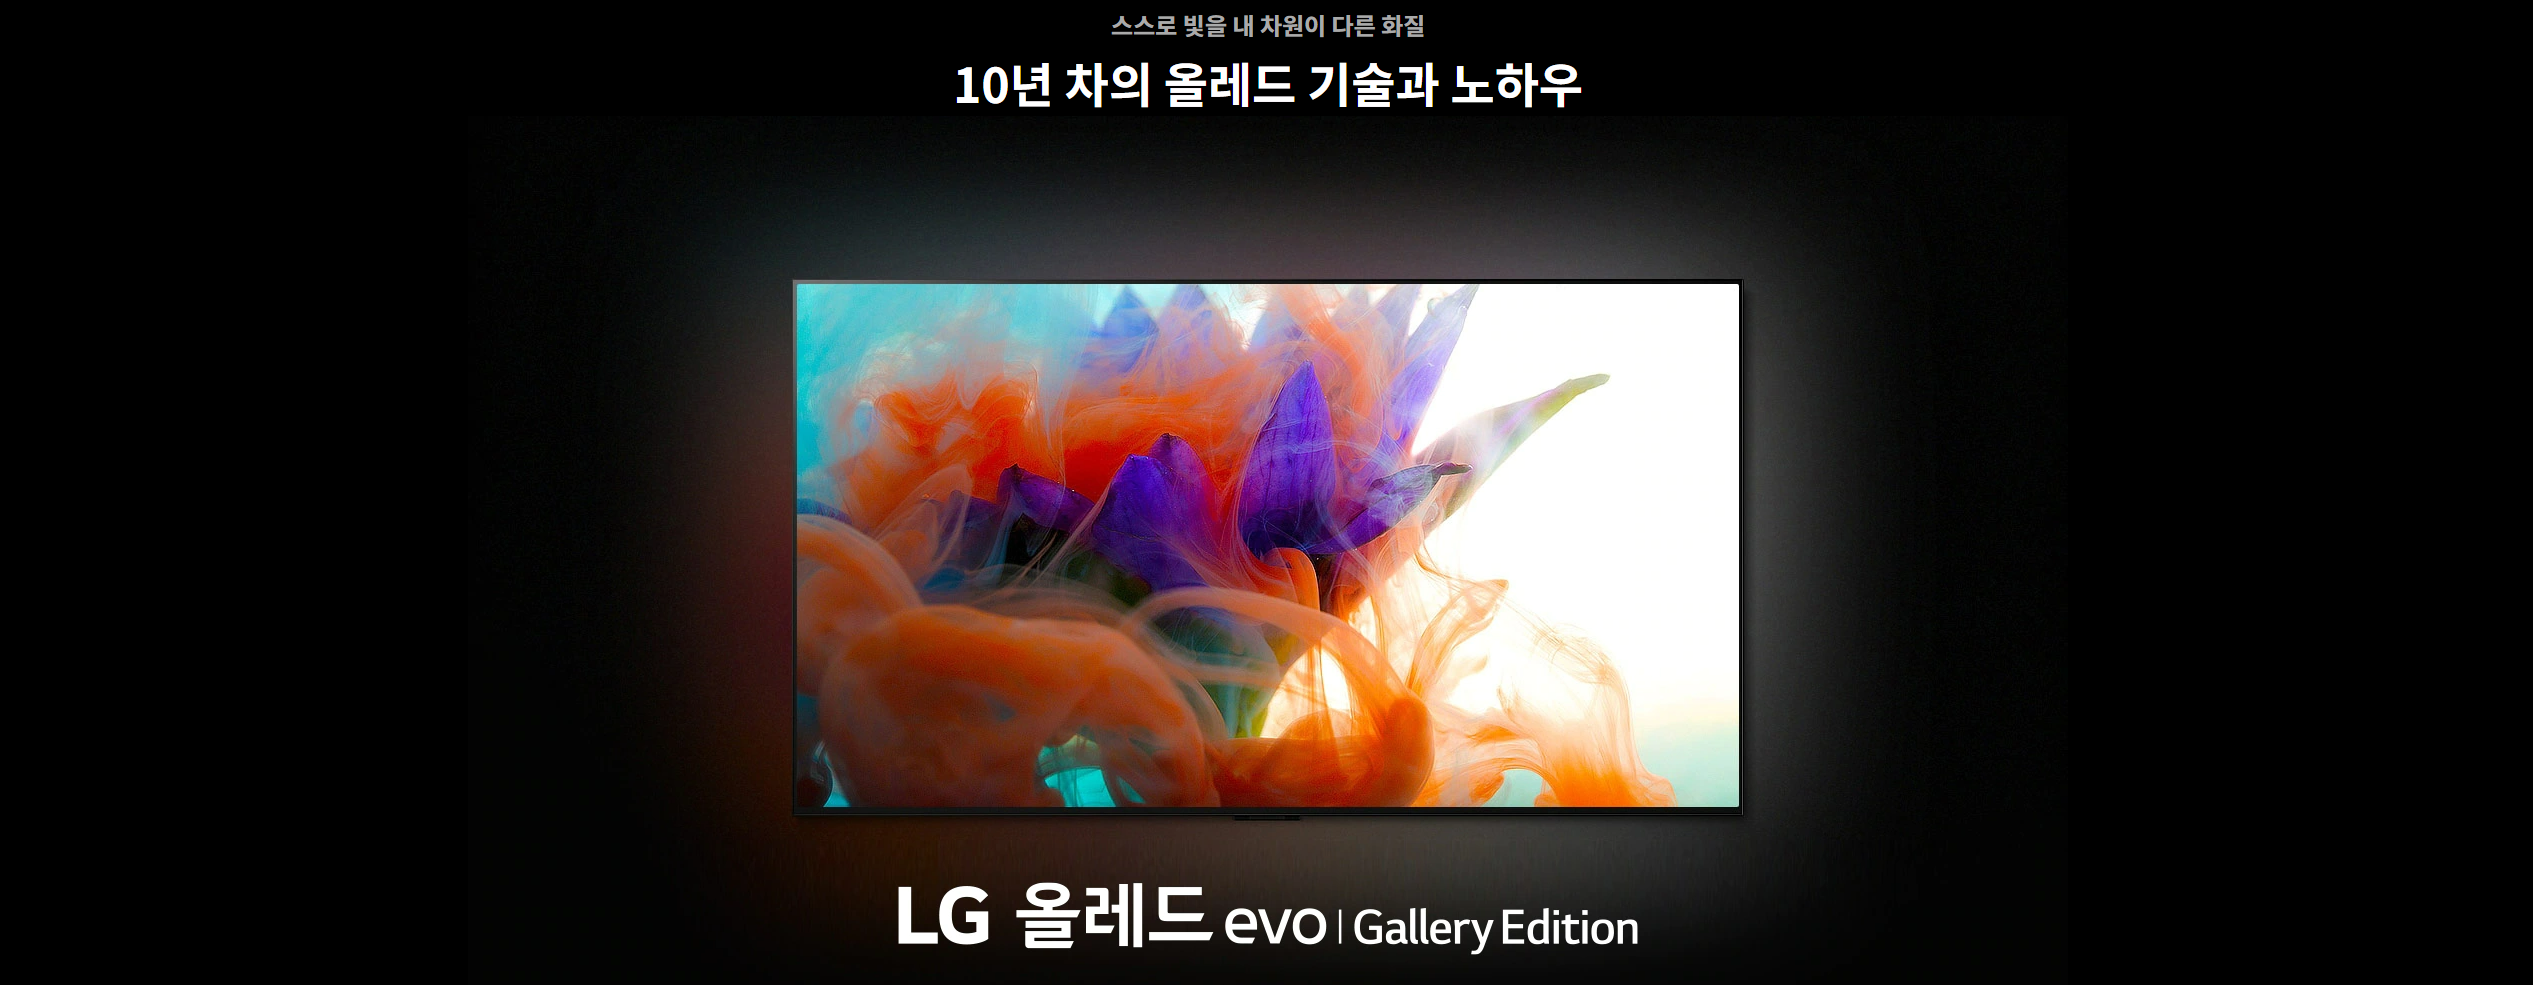 스스로 빛을 내 차원이 다른 화질
10년 차의 올레드 기술과 노하우
LG 올레드 evo | Gallery Edition